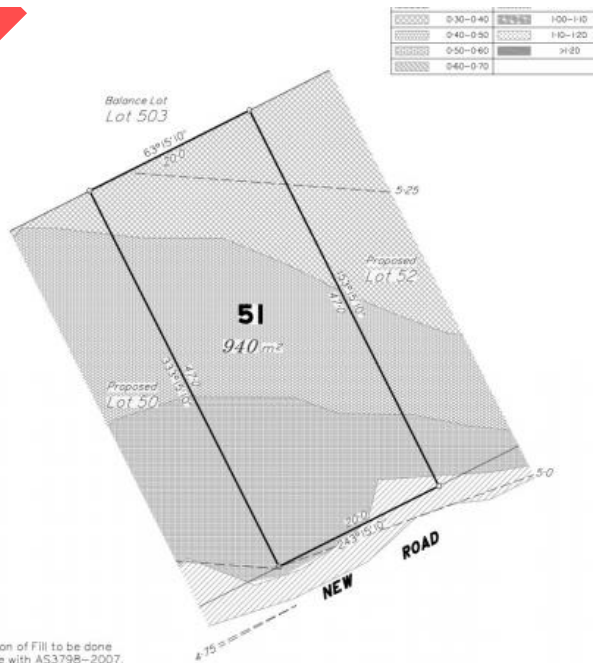 0·30–0·40
1·00–1·10
0·40–0·50
1·10–1·20
0·50–0·60
>1·20
0·60–0·70
Balance Lot
Lot 503
63°15'10"
20·0
5·25
Proposed
Lot 52
153°15'10"
47·0
51
940 m²
47·0
333°15'10"
Proposed
Lot 50
20·0
243°15'10"
5·0
NEW ROAD
4·75
on of Fill to be done
e with AS3798–2007.